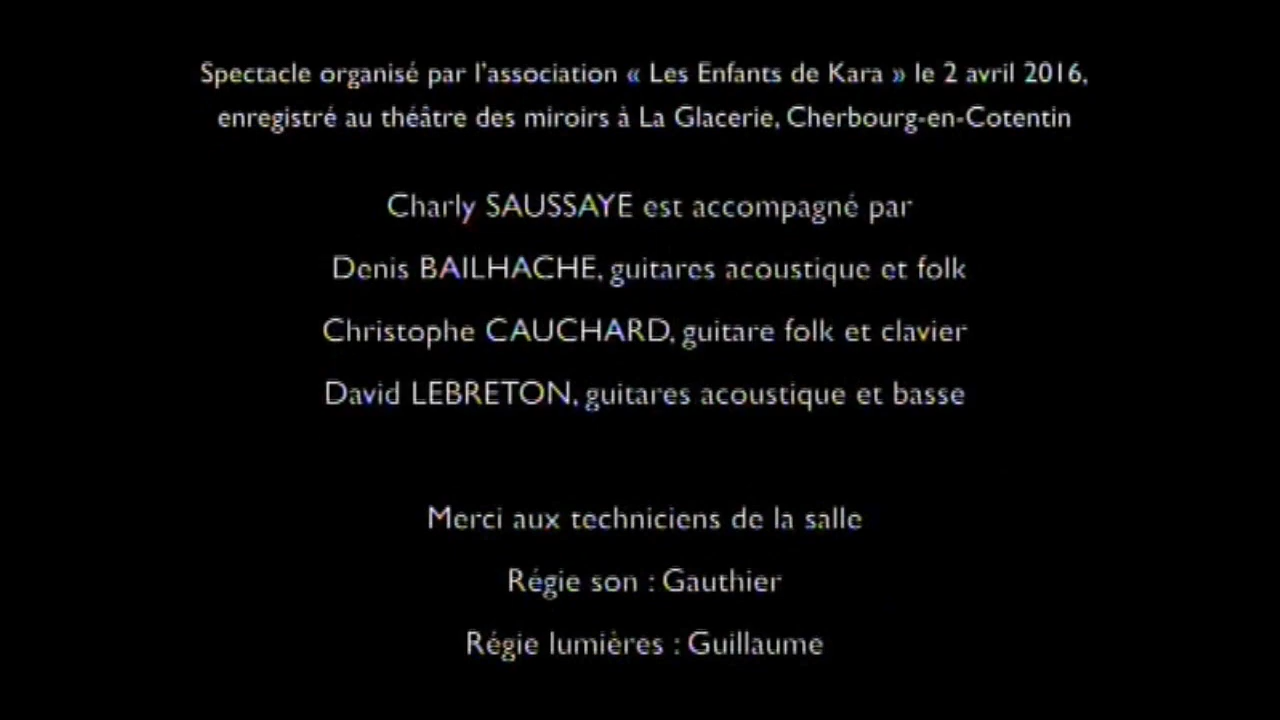 Spectacle organisé par l'association « Les Enfants de Kara » le 2 avril 2016,
enregistré au théâtre des miroirs à La Glacerie, Cherbourg-en-Cotentin
Charly SAUSSAYE est accompagné par
Denis BAILHACHE, guitares acoustique et folk
Christophe CAUCHARD, guitare folk et clavier
David LEBRETON, guitares acoustique et basse
Merci aux techniciens de la salle
Régie son : Gauthier
Régie lumières : Guillaume